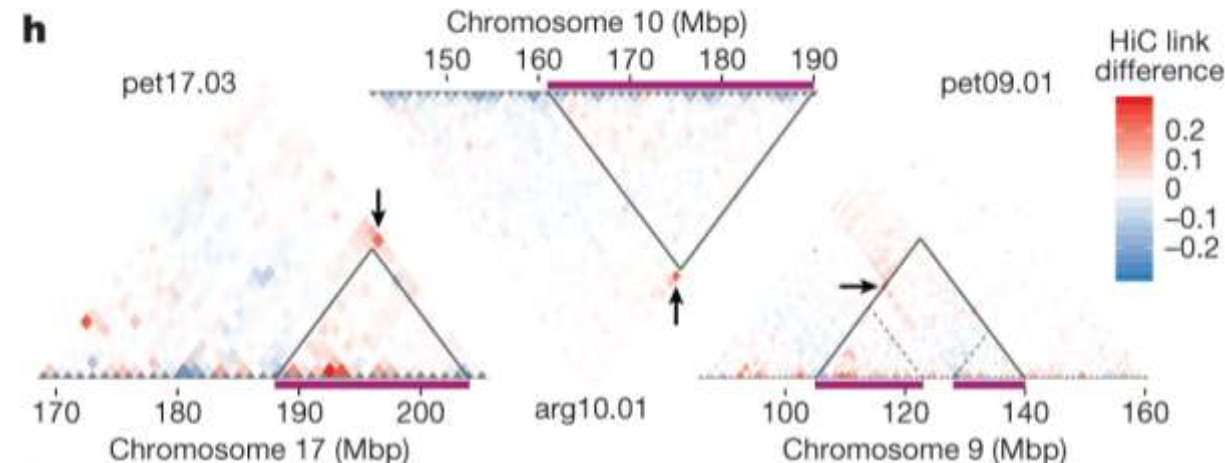 h
Chromosome 10 (Mbp)
150 160 170 180 190
pet17.03
pet09.01
HiC link
difference
0.2
0.1
0
–0.1
–0.2
170 180 190 200
Chromosome 17 (Mbp)
arg10.01
100 120 140 160
Chromosome 9 (Mbp)